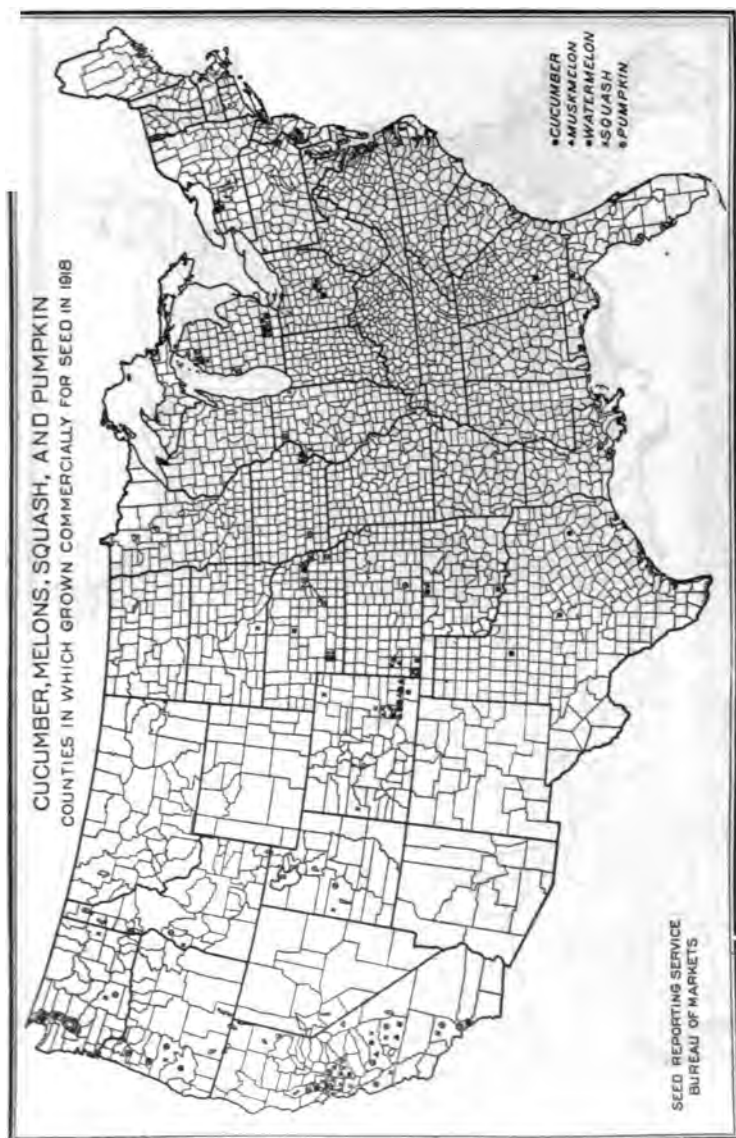 CUCUMBER, MELONS, SQUASH, AND PUMPKIN
COUNTIES IN WHICH GROWN COMMERCIALLY FOR SEED IN 1918
CUCUMBER
MUSKMELON
WATERMELON
SQUASH
PUMPKIN
SEED REPORTING SERVICE
BUREAU OF MARKETS